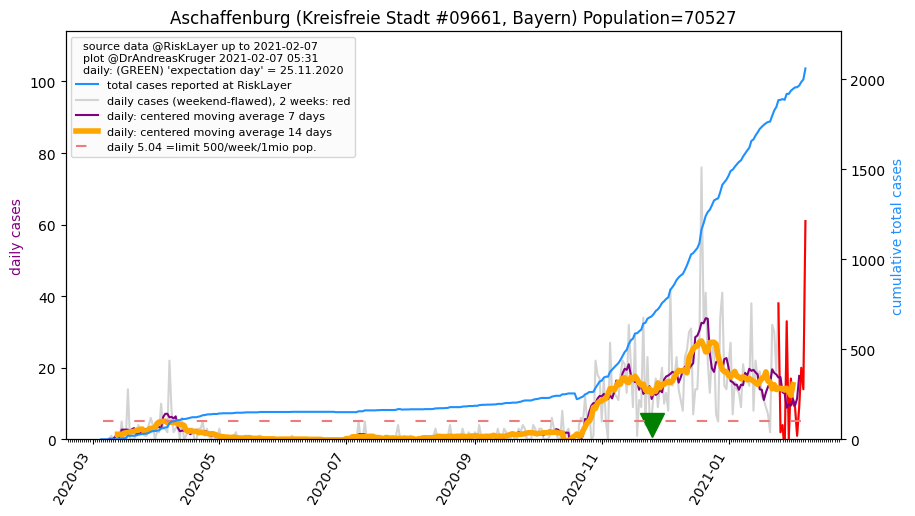 Aschaffenburg (Kreisfreie Stadt #09661, Bayern) Population=70527
source data @RiskLayer up to 2021-02-07
plot @DrAndreasKruger 2021-02-07 05:31
daily: (GREEN) 'expectation day' = 25.11.2020
total cases reported at RiskLayer
daily cases (weekend-flawed), 2 weeks: red
daily: centered moving average 7 days
daily: centered moving average 14 days
daily 5.04 =limit 500/week/1mio pop.
daily cases
100
80
60
40
20
0
cumulative total cases
2000
1500
1000
500
0
2020-03
2020-05
2020-07
2020-09
2020-11
2021-01